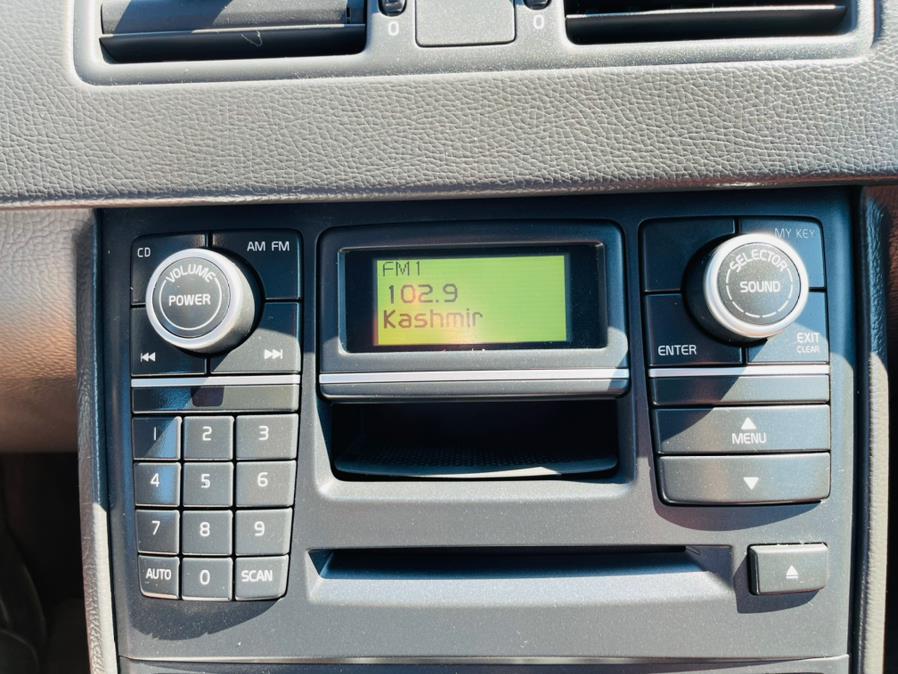 0
0
CD
AM FM
VOLUME
POWER
FM1
102.9
Kashmir
MY KEY
SELECTOR
SOUND
ENTER
EXIT
CLEAR
MENU
1 2 3
4 5 6
7 8 9
AUTO 0 SCAN